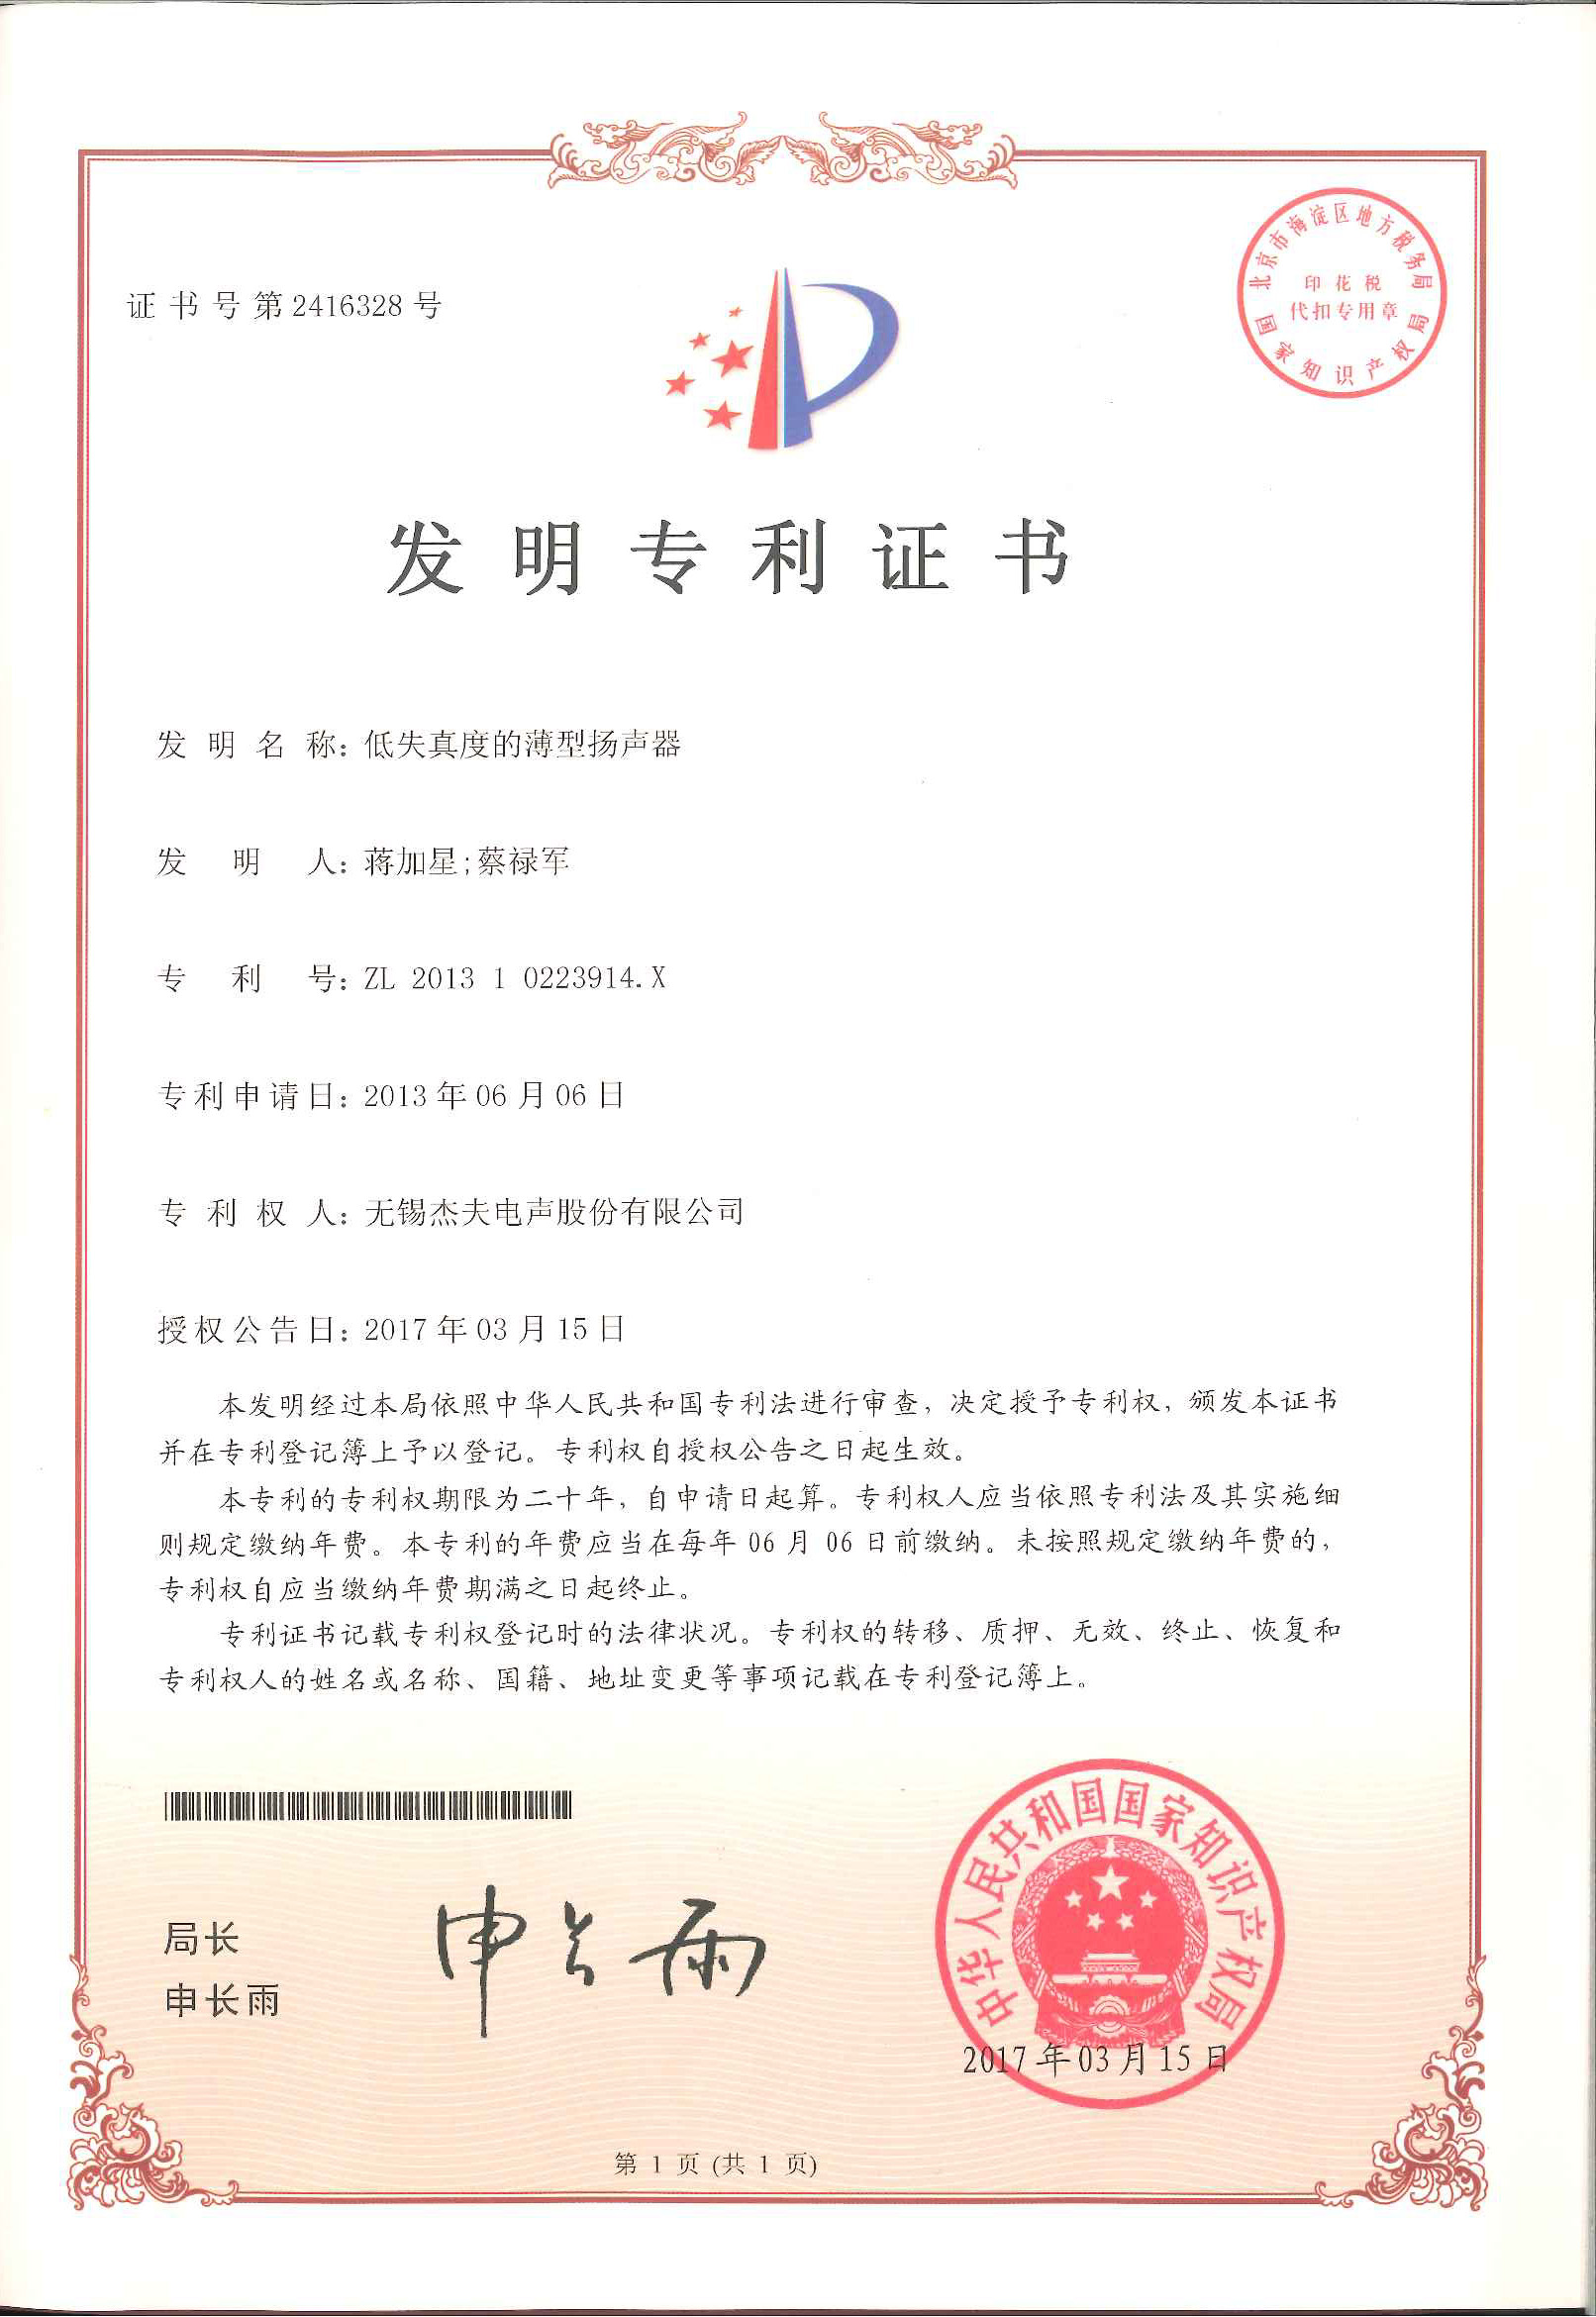 证书号第2416328号
北京市海淀区地方税务局
印花税
代扣专用章
国家知识产权局
发明专利证书
发明名称：低失真度的薄型扬声器
发明人：蒋加星;蔡禄军
专利号：ZL 2013 1 0223914.X
专利申请日：2013年06月06日
专利权人：无锡杰夫电声股份有限公司
授权公告日：2017年03月15日
本发明经过本局依照中华人民共和国专利法进行审查，决定授予专利权，颁发本证书
并在专利登记簿上予以登记。专利权自授权公告之日起生效。
本专利的专利权期限为二十年，自申请日起算。专利权人应当依照专利法及其实施细
则规定缴纳年费。本专利的年费应当在每年 06 月 06 日前缴纳。未按照规定缴纳年费的，
专利权自应当缴纳年费期满之日起终止。
专利证书记载专利权登记时的法律状况。专利权的转移、质押、无效、终止、恢复和
专利权人的姓名或名称、国籍、地址变更等事项记载在专利登记簿上。
局长
申长雨
申长雨
中华人民共和国国家知识产权局
2017年03月15日
第 1 页 (共 1 页)